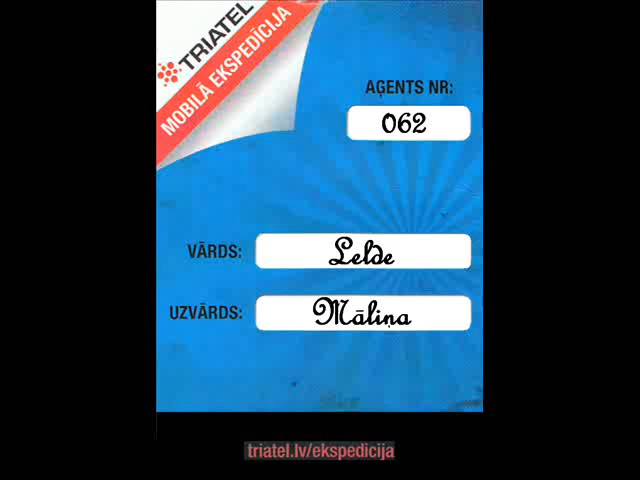 TRIATEL
MOBILĀ EKSPEDĪCIJA
AĢENTS NR:
062
VĀRDS:
Lelde
UZVĀRDS:
Māliņa
triatel.lv/ekspedicija